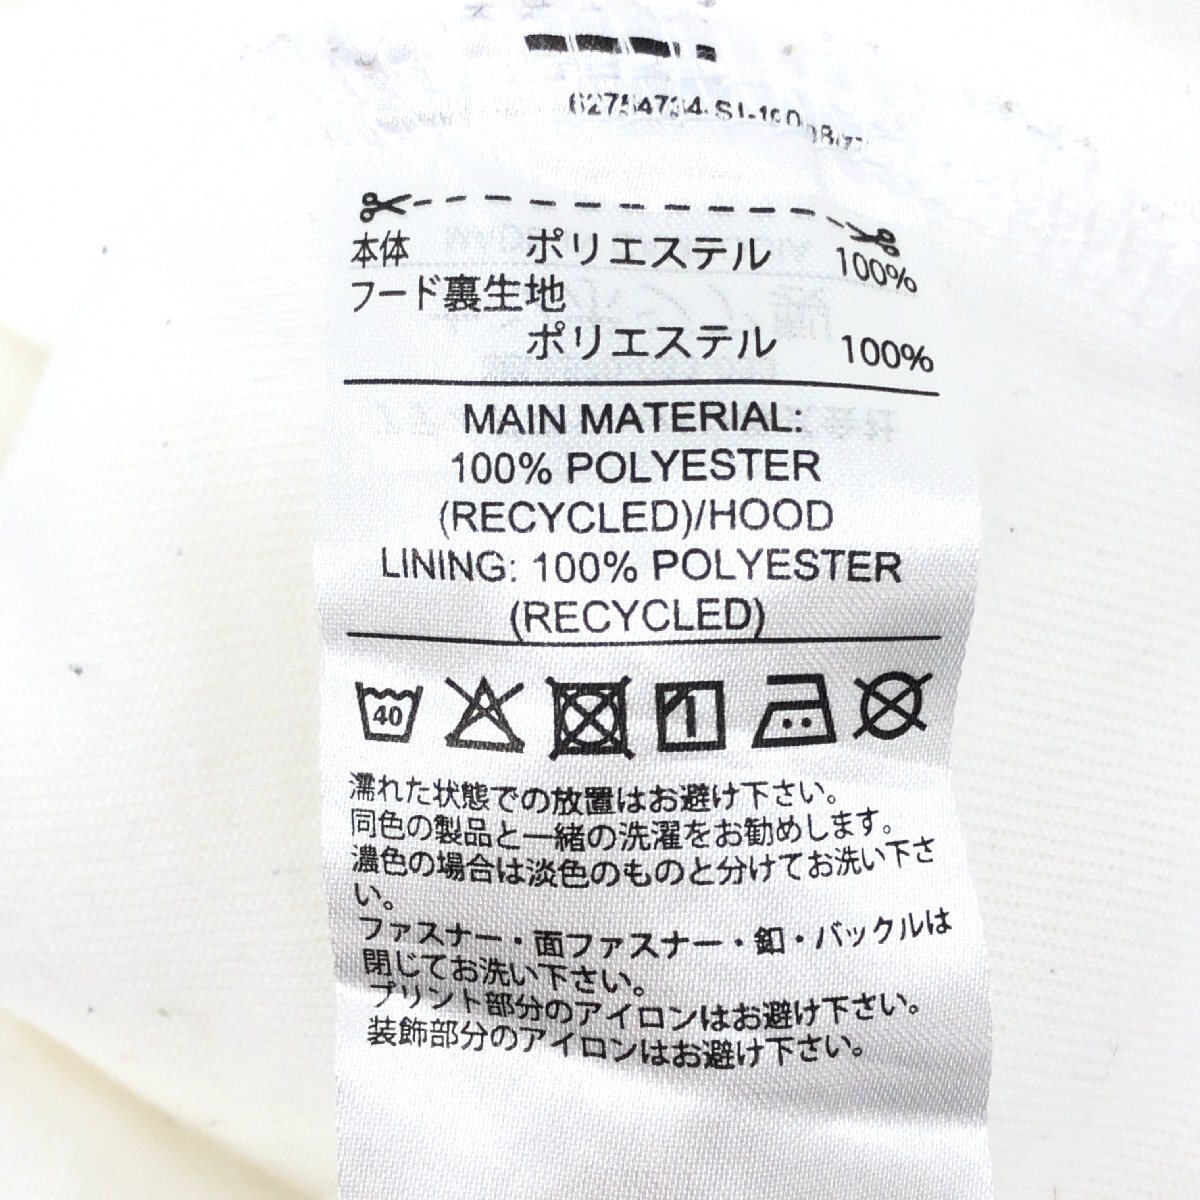 本体 ポリエステル 100%
フード裏生地
ポリエステル 100%
MAIN MATERIAL:
100% POLYESTER
(RECYCLED)/HOOD
LINING: 100% POLYESTER
(RECYCLED)
40
濡れた状態での放置はお避け下さい。
同色の製品と一緒の洗濯をお勧めします。
濃色の場合は淡色のものと分けてお洗い下さ
い。
ファスナー・面ファスナー・釦・バックルは
閉じてお洗い下さい。
プリント部分のアイロンはお避け下さい。
装飾部分のアイロンはお避け下さい。